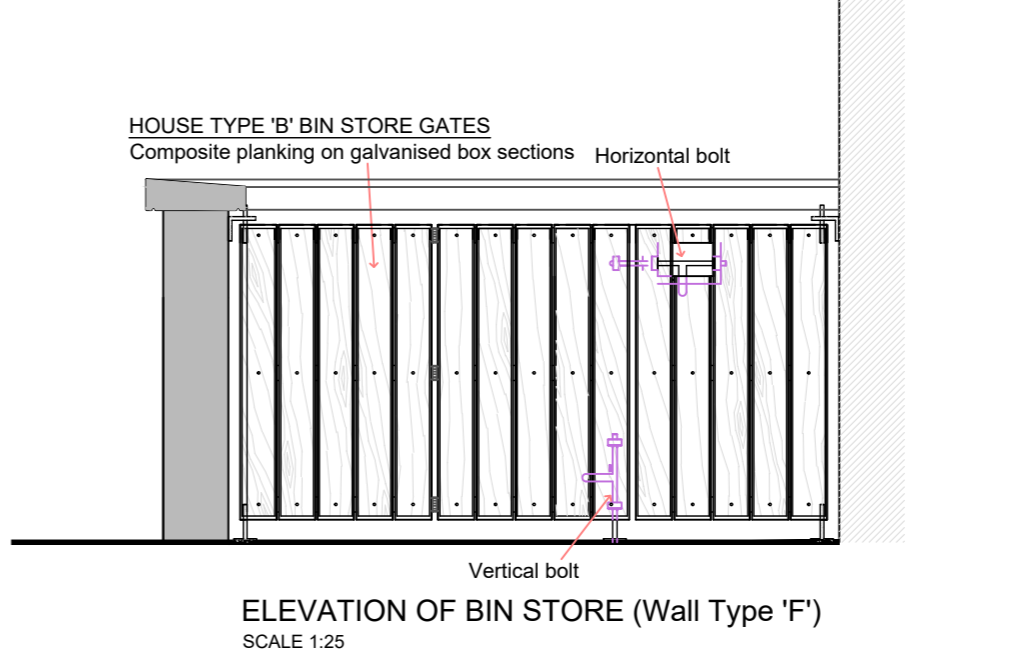 HOUSE TYPE 'B' BIN STORE GATES
Composite planking on galvanised box sections
Horizontal bolt
Vertical bolt
ELEVATION OF BIN STORE (Wall Type 'F')
SCALE 1:25